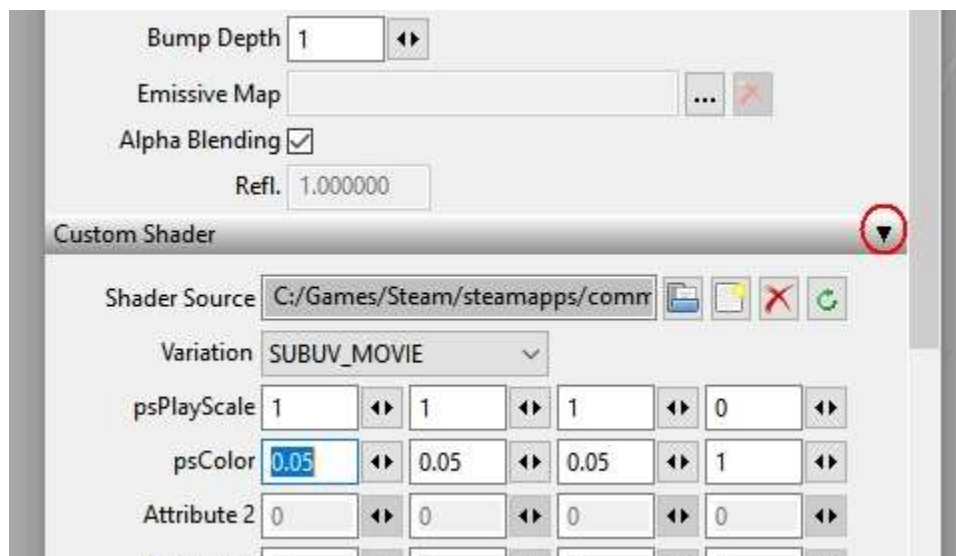 Bump Depth 1
Emissive Map ...
Alpha Blending
Refl. 1.000000
Custom Shader
Shader Source C:/Games/Steam/steamapps/comm
Variation SUBUV_MOVIE
psPlayScale 1 1 1 0
psColor 0.05 0.05 0.05 1
Attribute 2 0 0 0 0